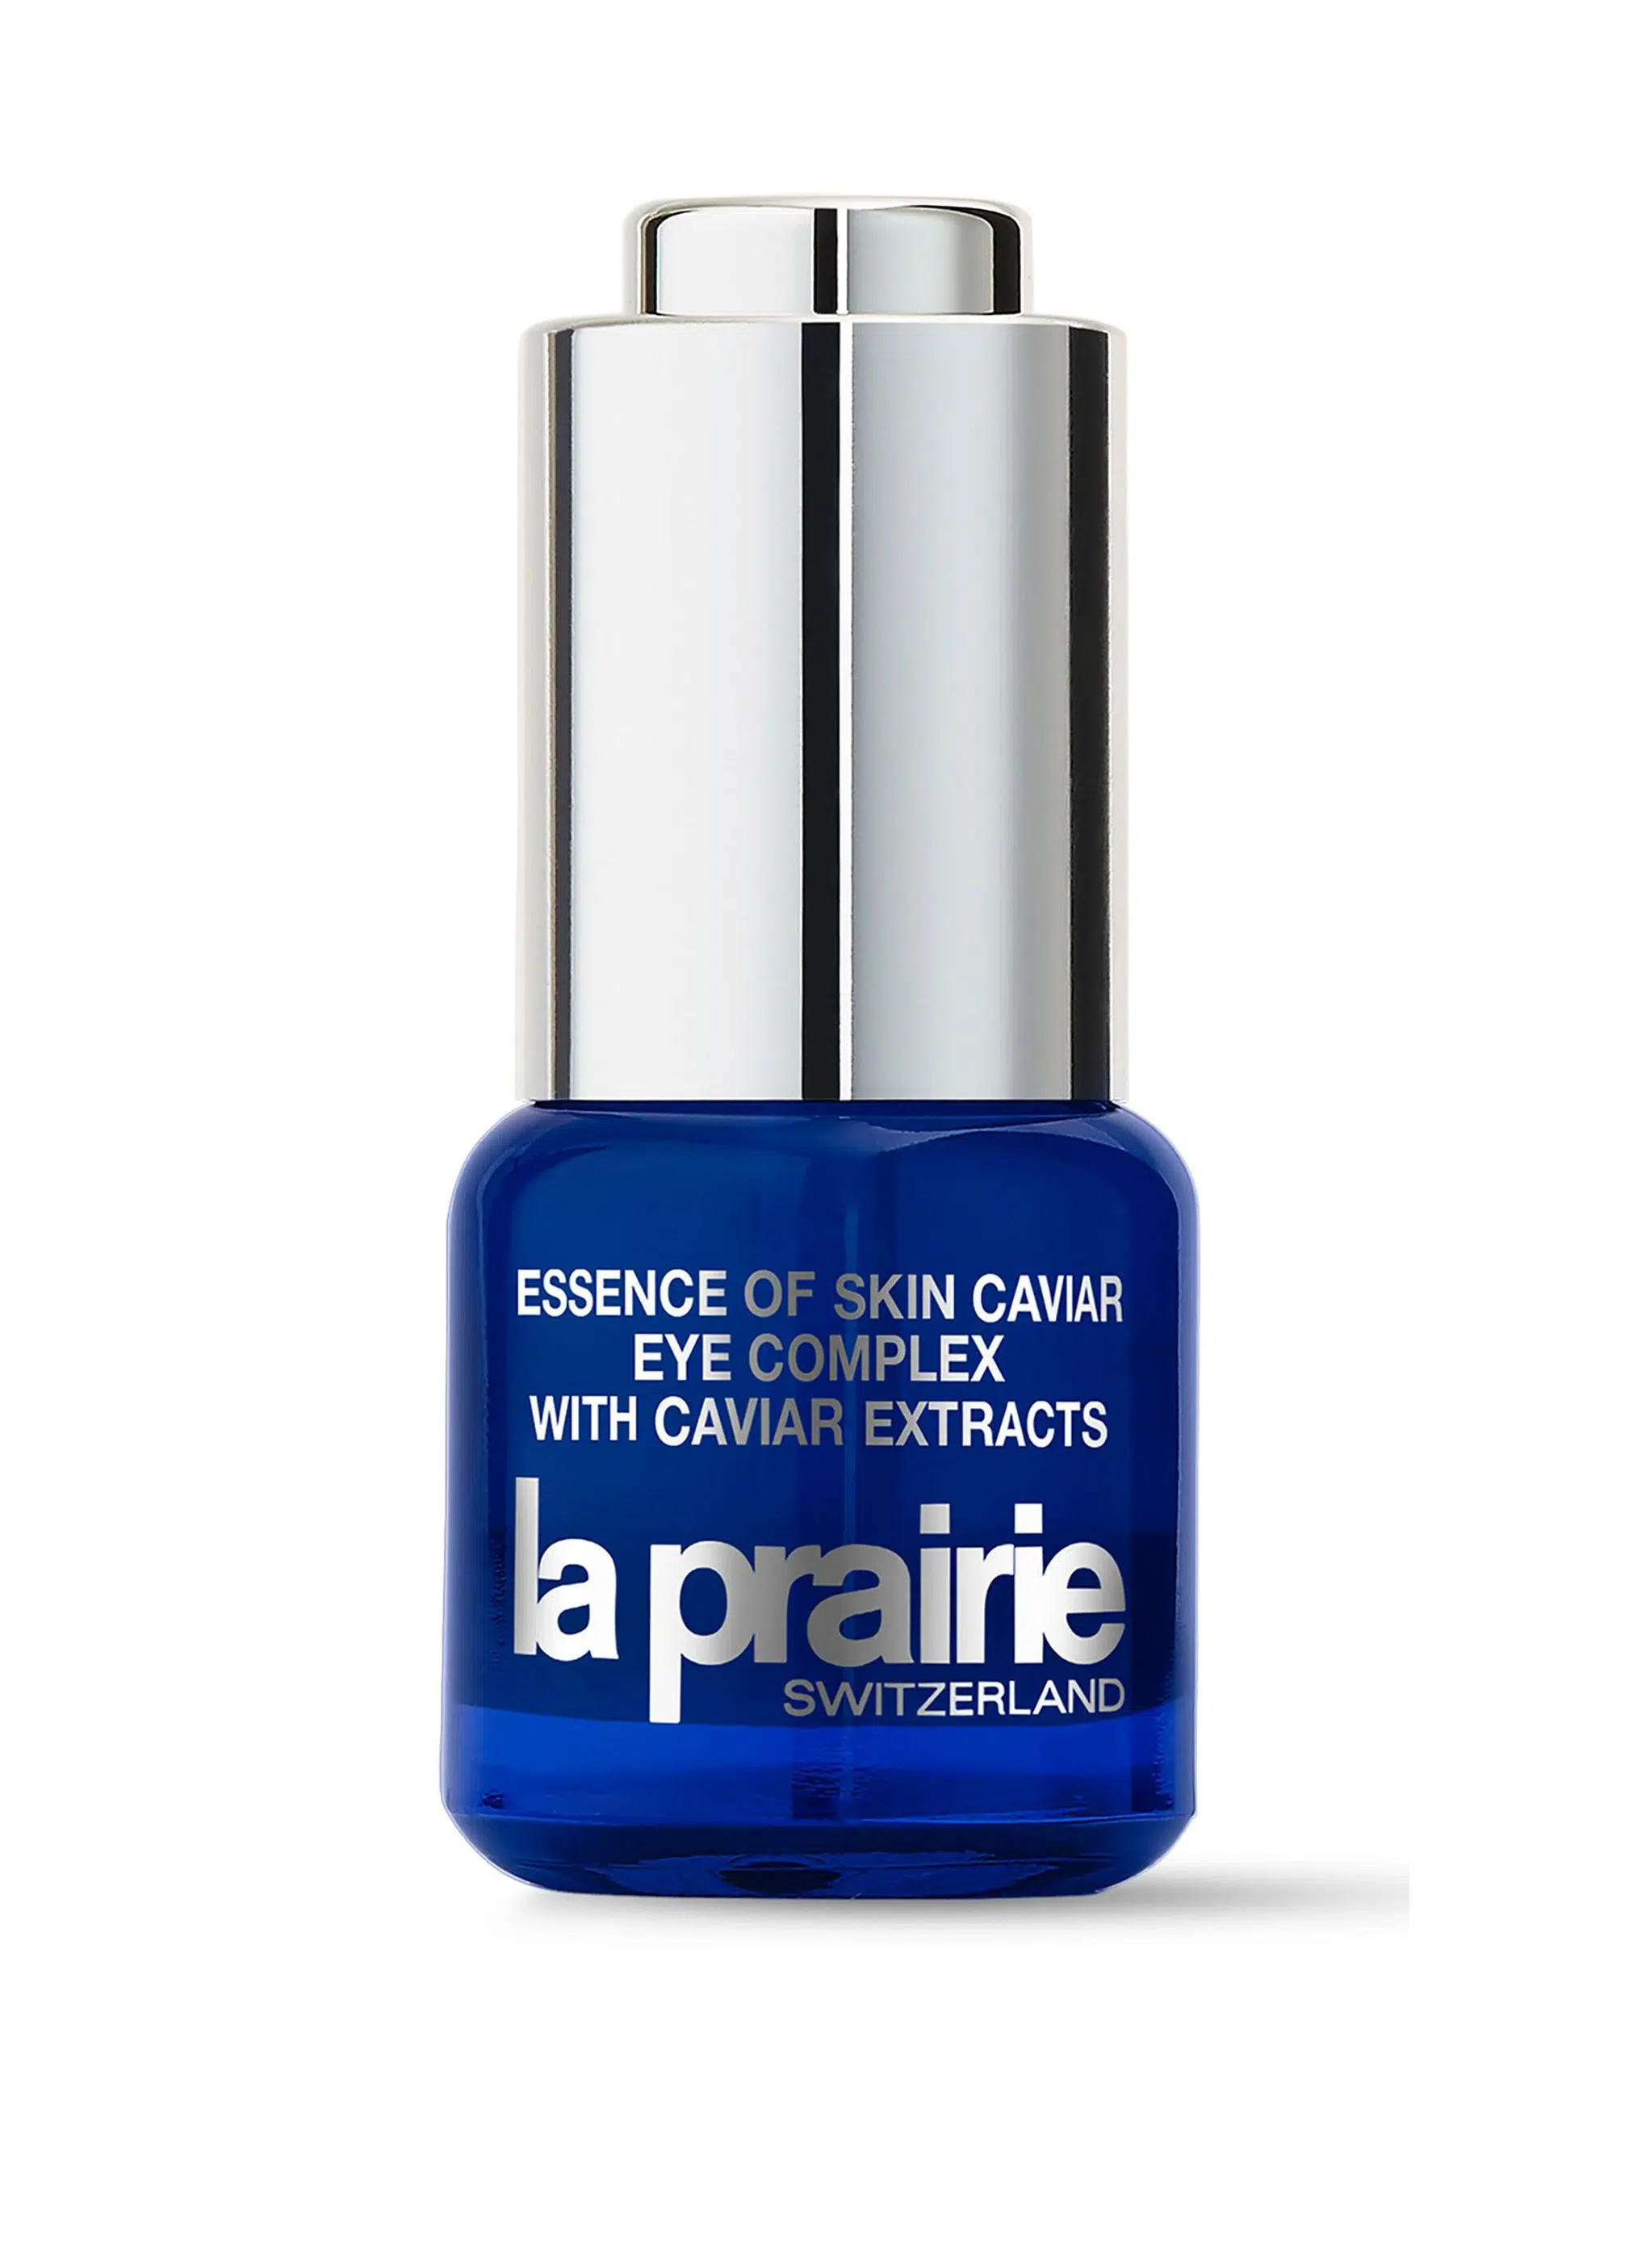 ESSENCE OF SKIN CAVIAR
EYE COMPLEX
WITH CAVIAR EXTRACTS
la prairie
SWITZERLAND